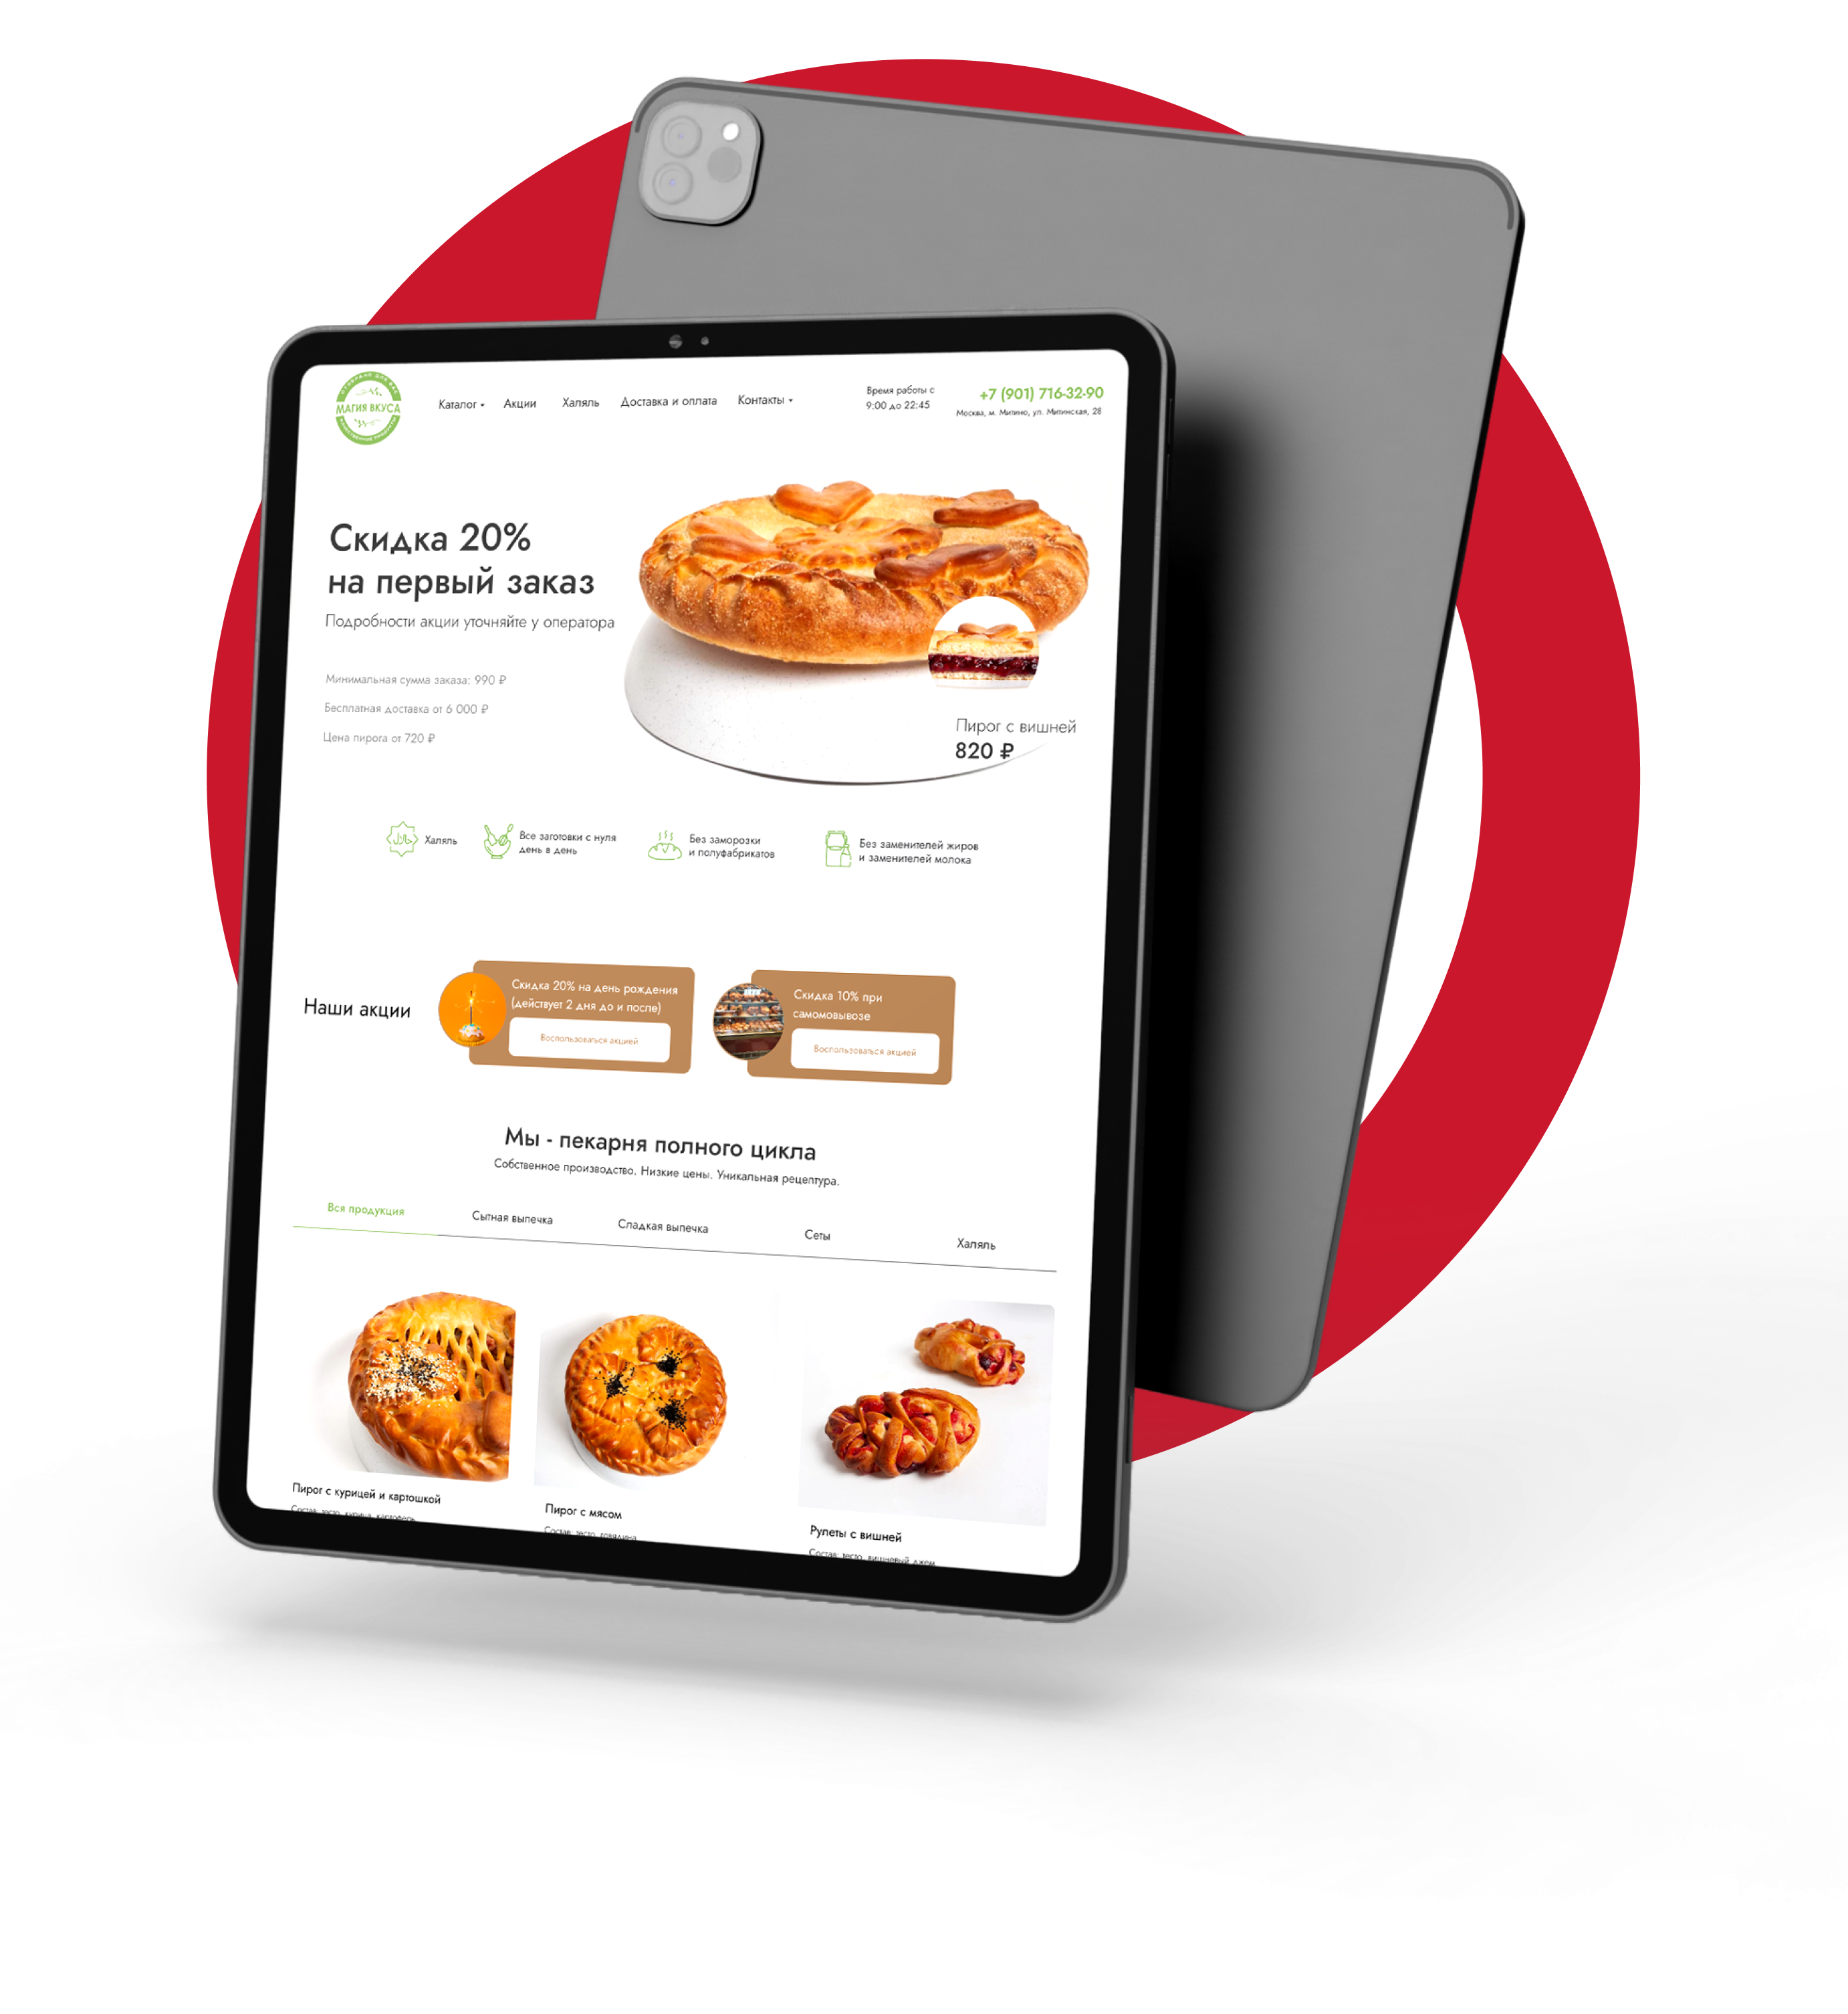 МАГИЯ ВКУСА
Каталог
Акции
Халяль
Доставка и оплата
Контакты
Время работы с
9:00 до 22:45
+7 (901) 716-32-90
Москва, м. Митино, ул. Митинская, 28
Скидка 20%
на первый заказ
Подробности акции уточняйте у оператора
Минимальная сумма заказа: 990 ₽
Бесплатная доставка от 6 000 ₽
Цена пирога от 720 ₽
Пирог с вишней
820 ₽
Халяль
Все заготовки с нуля
день в день
Без заморозки
и полуфабрикатов
Без заменителей жиров
и заменителей молока
Наши акции
Скидка 20% на день рождения
(действует 2 дня до и после)
Воспользоваться акцией
Скидка 10% при
самомовывозе
Воспользоваться акцией
Мы - пекарня полного цикла
Собственное производство. Низкие цены. Уникальная рецептура.
Вся продукция
Сытная выпечка
Сладкая выпечка
Сеты
Халяль
Пирог с курицей и картошкой
Состав: тесто, курица, картофель,
Пирог с мясом
Состав: тесто, говядина
Рулеты с вишней
Состав: тесто, вишневый джем